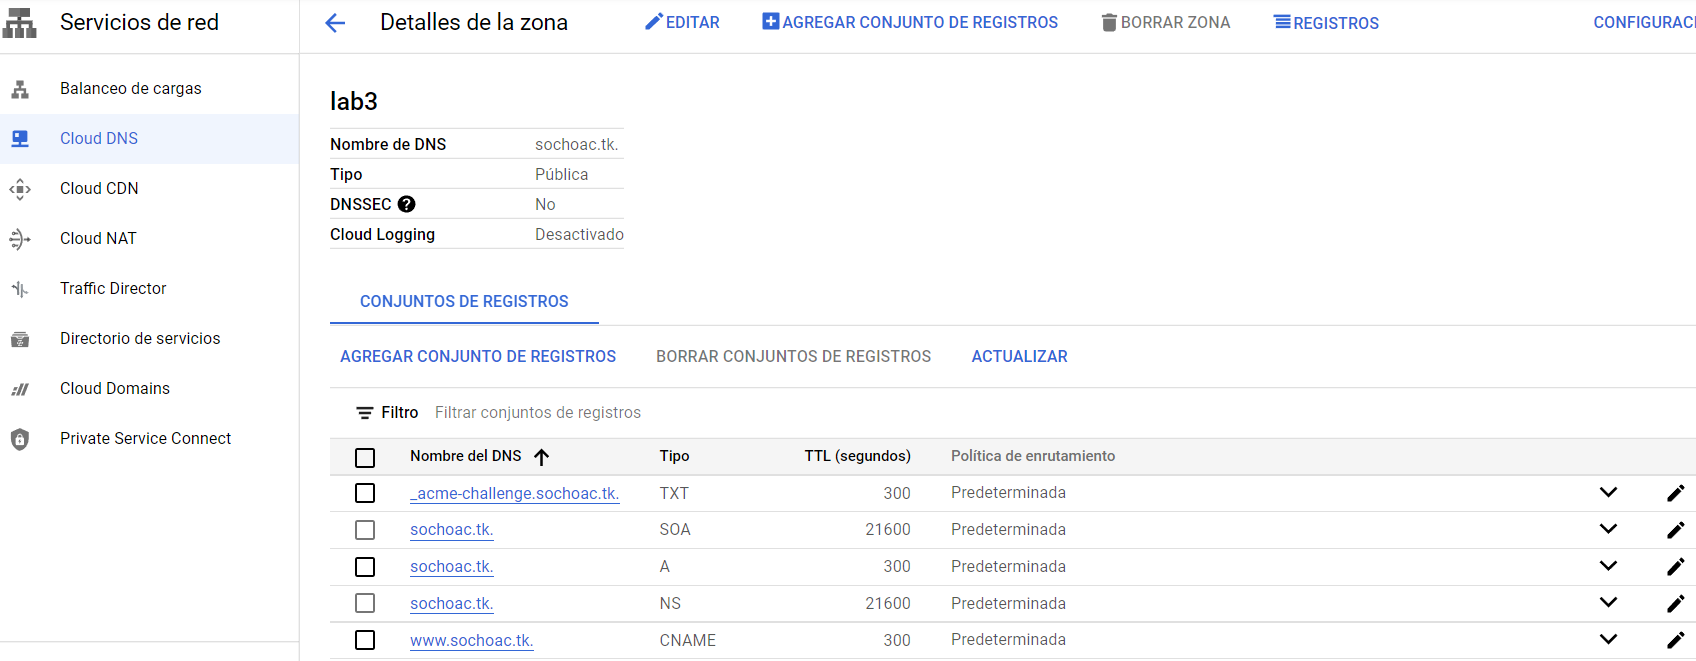 Servicios de red
Detalles de la zona
EDITAR
AGREGAR CONJUNTO DE REGISTROS
BORRAR ZONA
REGISTROS
CONFIGURACI
Balanceo de cargas
Cloud DNS
Cloud CDN
Cloud NAT
Traffic Director
Directorio de servicios
Cloud Domains
Private Service Connect
lab3
Nombre de DNS sochoac.tk.
Tipo Pública
DNSSEC ? No
Cloud Logging Desactivado
CONJUNTOS DE REGISTROS
AGREGAR CONJUNTO DE REGISTROS BORRAR CONJUNTOS DE REGISTROS ACTUALIZAR
Filtro Filtrar conjuntos de registros
Nombre del DNS Tipo TTL (segundos) Política de enrutamiento
_acme-challenge.sochoac.tk. TXT 300 Predeterminada
sochoac.tk. SOA 21600 Predeterminada
sochoac.tk. A 300 Predeterminada
sochoac.tk. NS 21600 Predeterminada
www.sochoac.tk. CNAME 300 Predeterminada